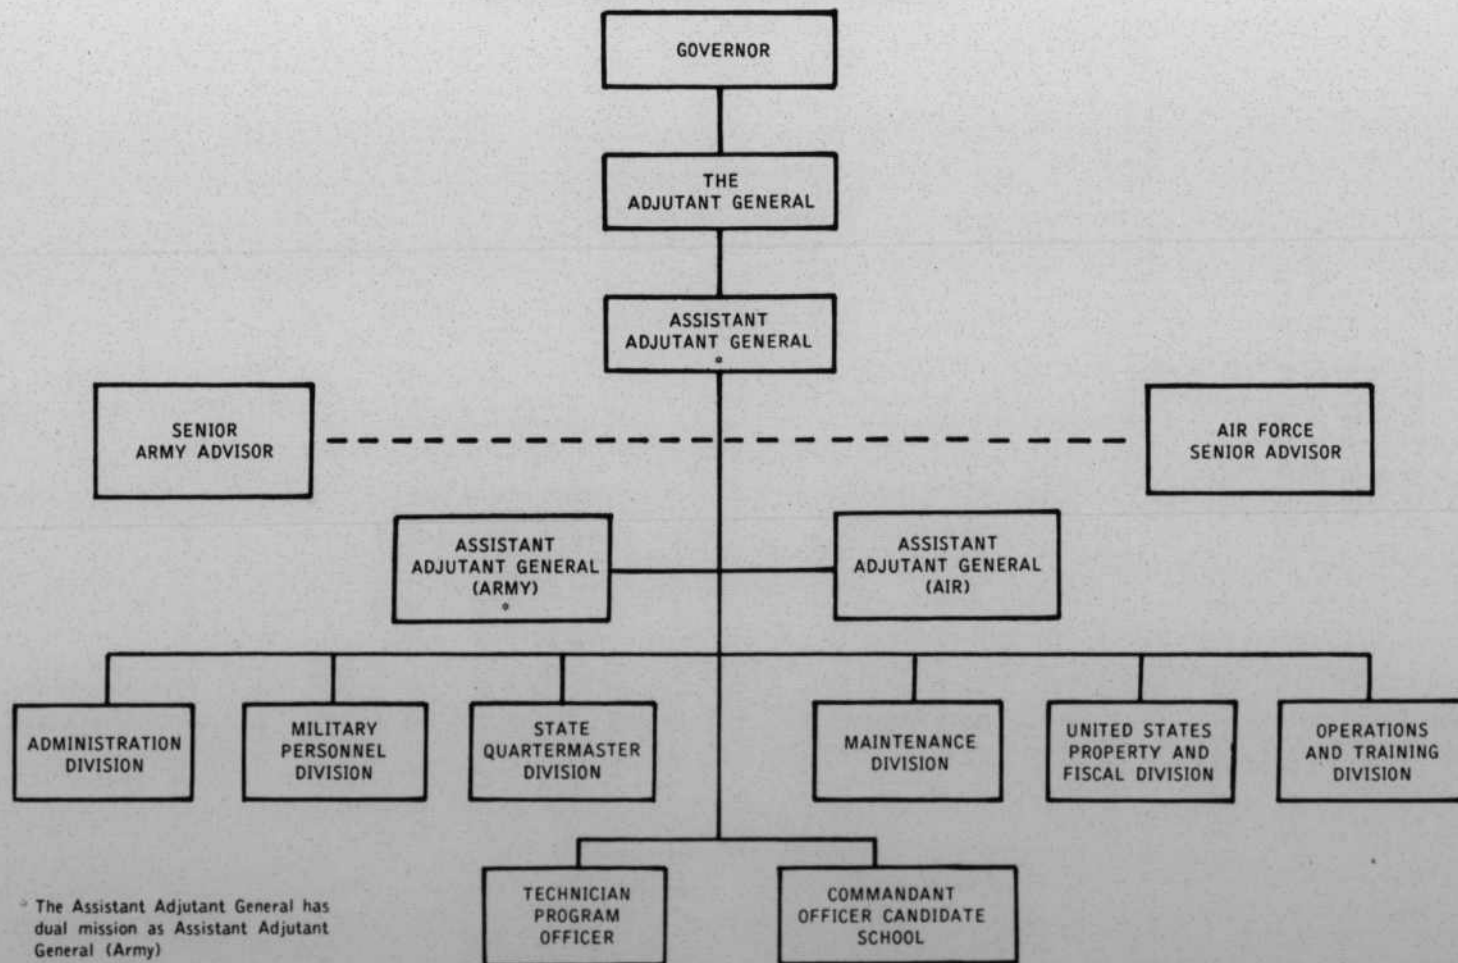 GOVERNOR
THE
ADJUTANT GENERAL
ASSISTANT
ADJUTANT GENERAL
°
SENIOR
ARMY ADVISOR
AIR FORCE
SENIOR ADVISOR
ASSISTANT
ADJUTANT GENERAL
(ARMY)
°
ASSISTANT
ADJUTANT GENERAL
(AIR)
ADMINISTRATION
DIVISION
MILITARY
PERSONNEL
DIVISION
STATE
QUARTERMASTER
DIVISION
MAINTENANCE
DIVISION
UNITED STATES
PROPERTY AND
FISCAL DIVISION
OPERATIONS
AND TRAINING
DIVISION
TECHNICIAN
PROGRAM
OFFICER
COMMANDANT
OFFICER CANDIDATE
SCHOOL
° The Assistant Adjutant General has
dual mission as Assistant Adjutant
General (Army)